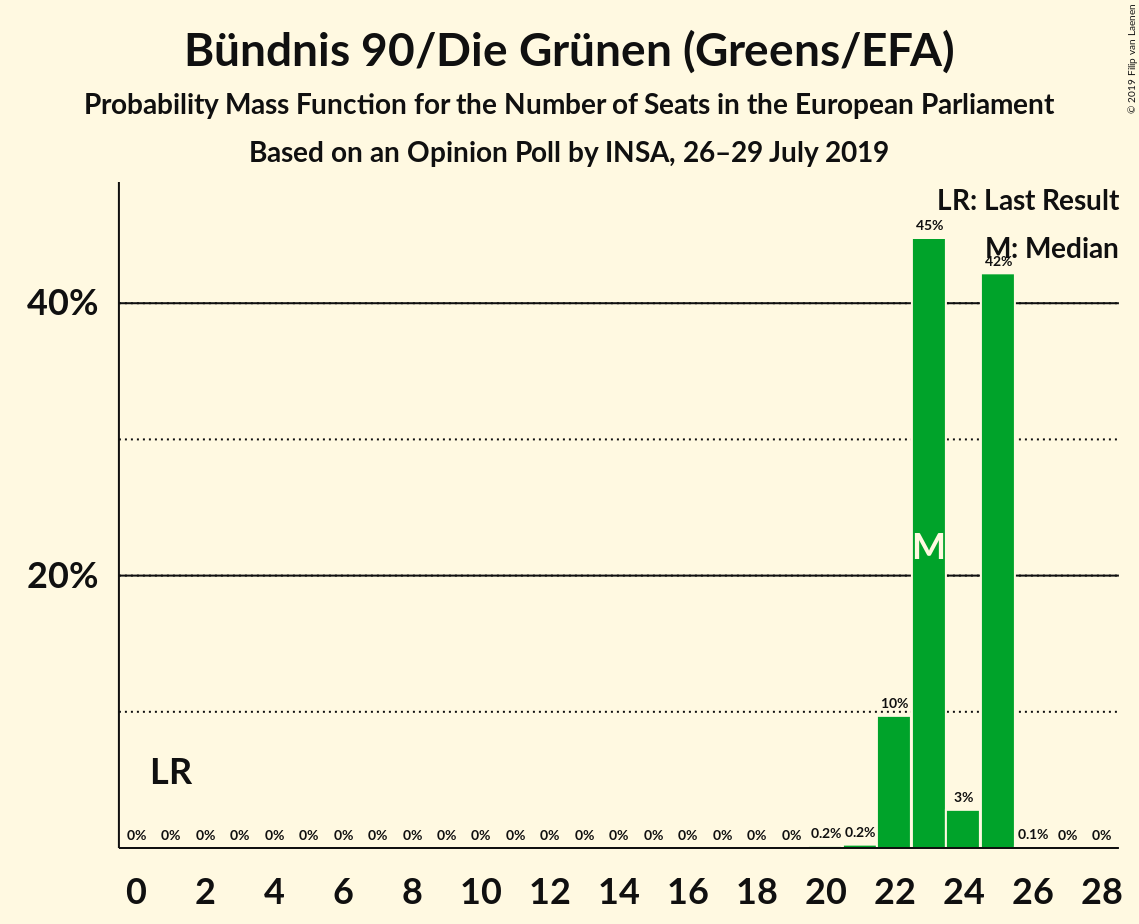 Bündnis 90/Die Grünen (Greens/EFA)
Probability Mass Function for the Number of Seats in the European Parliament
Based on an Opinion Poll by INSA, 26–29 July 2019
© 2019 Filip van Laenen
LR: Last Result
M: Median
45%
42%
40%
20%
M
10%
LR
3%
0% 0% 0% 0% 0% 0% 0% 0% 0% 0% 0% 0% 0% 0% 0% 0% 0% 0% 0% 0% 0.2% 0.2% 0.1% 0% 0%
0 2 4 6 8 10 12 14 16 18 20 22 24 26 28